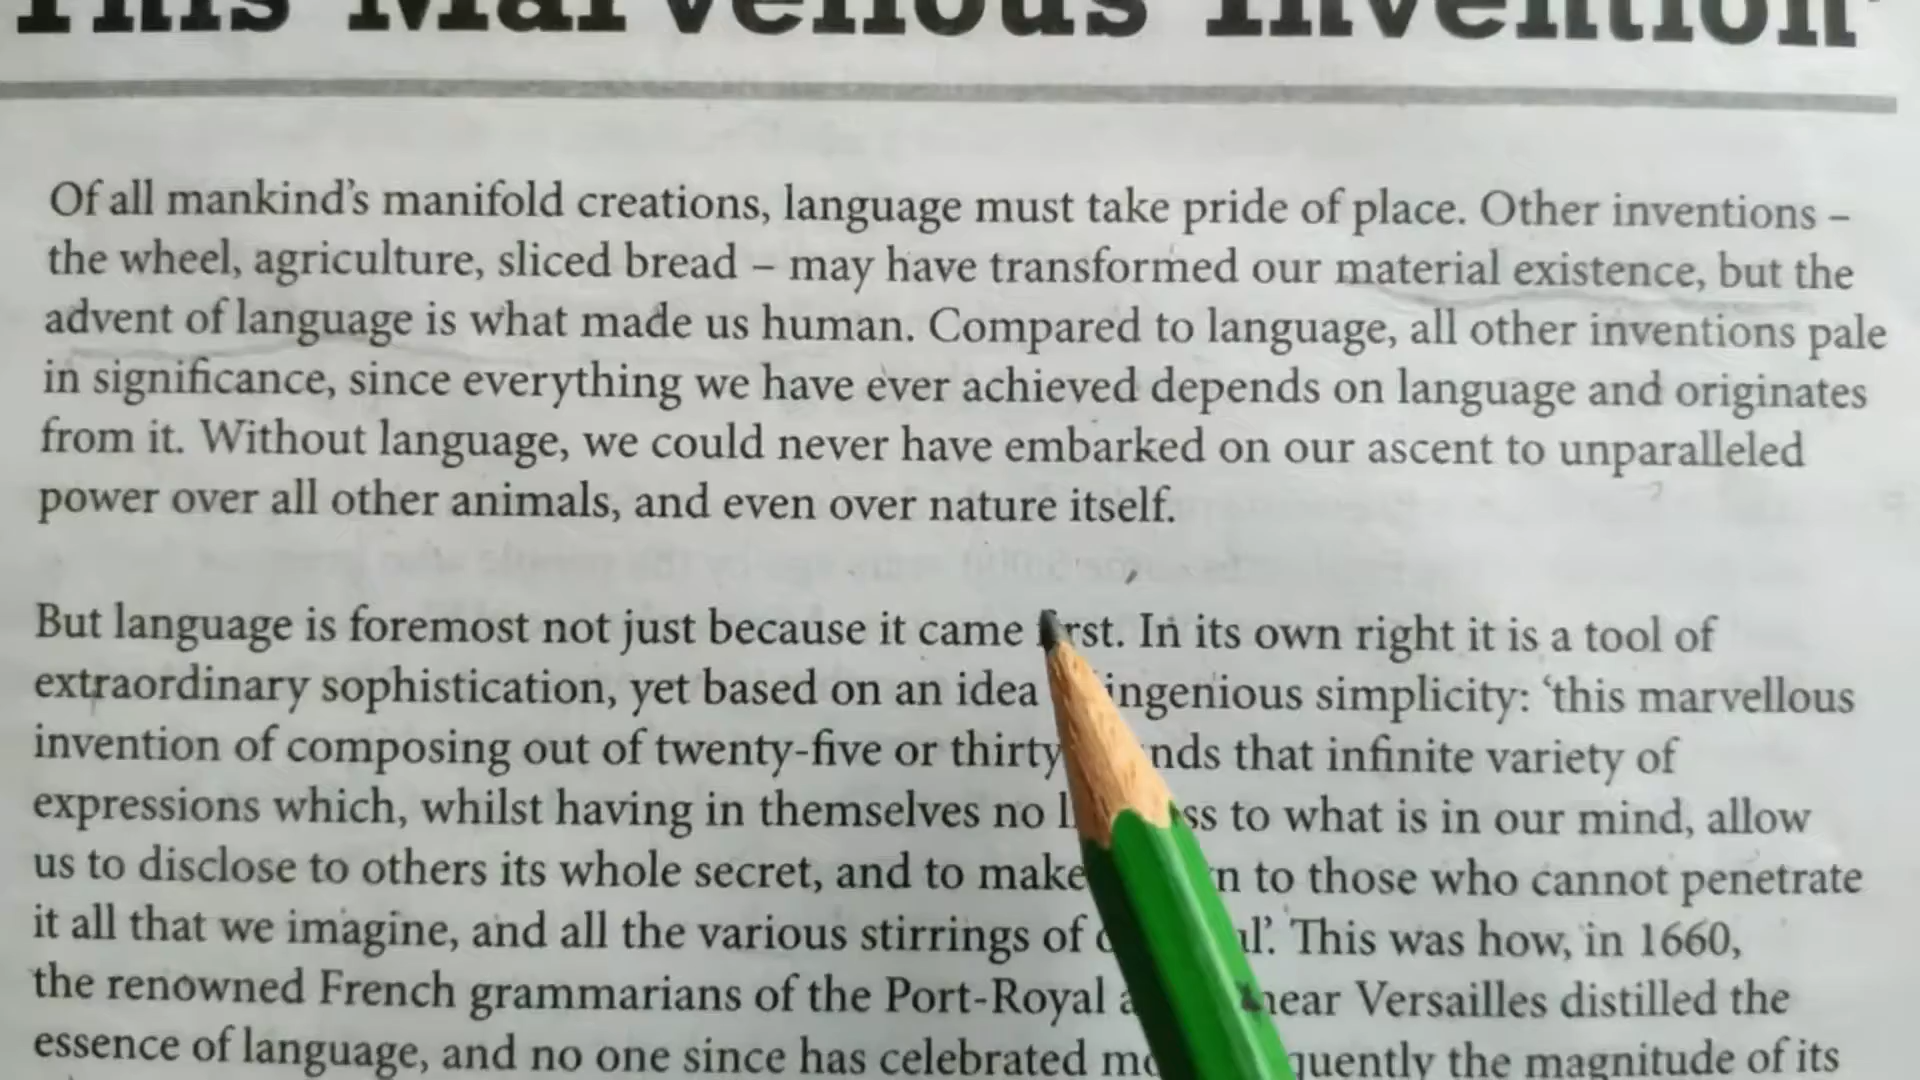 This Marvellous Invention
Of all mankind's manifold creations, language must take pride of place. Other inventions –
the wheel, agriculture, sliced bread – may have transformed our material existence, but the
advent of language is what made us human. Compared to language, all other inventions pale
in significance, since everything we have ever achieved depends on language and originates
from it. Without language, we could never have embarked on our ascent to unparalleled
power over all other animals, and even over nature itself.
But language is foremost not just because it came first. In its own right it is a tool of
extraordinary sophistication, yet based on an idea ingenious simplicity: 'this marvellous
invention of composing out of twenty-five or thirty that infinite variety of
expressions which, whilst having in themselves no to what is in our mind, allow
us to disclose to others its whole secret, and to make to those who cannot penetrate
it all that we imagine, and all the various stirrings of This was how, in 1660,
the renowned French grammarians of the Port-Royal near Versailles distilled the
essence of language, and no one since has celebrated the magnitude of its